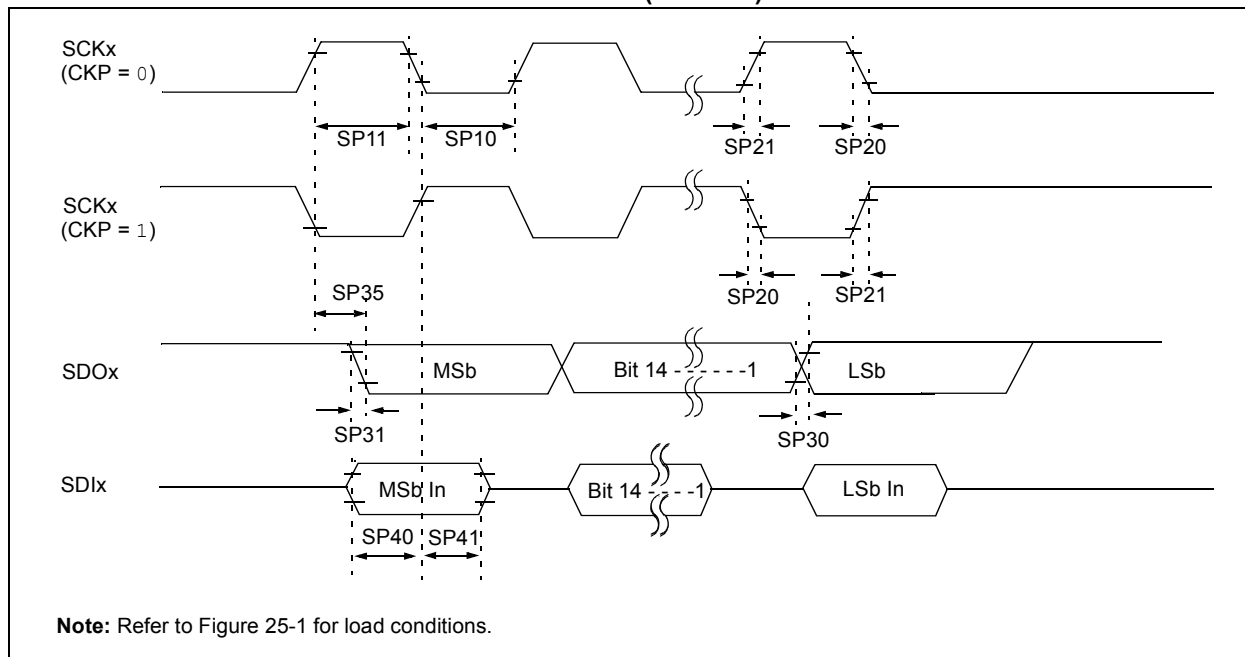 SCKx
(CKP = 0)
SP11
SP10
SP21
SP20
SCKx
(CKP = 1)
SP35
SP20
SP21
SDOx
MSb
Bit 14 - - - - - -1
LSb
SP31
SP30
SDIx
MSb In
Bit 14 - - - -1
LSb In
SP40
SP41
Note: Refer to Figure 25-1 for load conditions.